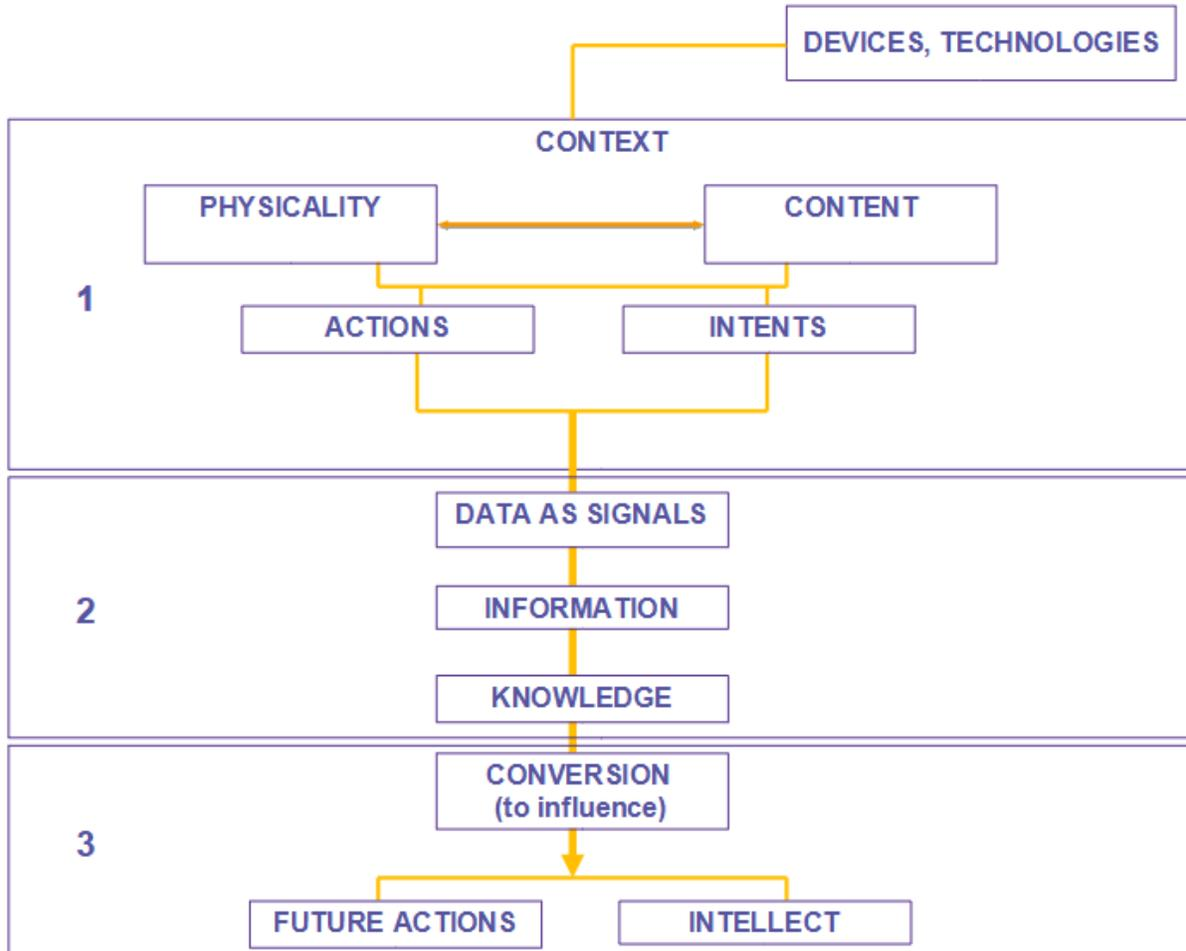 DEVICES, TECHNOLOGIES
CONTEXT
PHYSICALITY
CONTENT
1
ACTIONS
INTENTS
DATA AS SIGNALS
2
INFORMATION
KNOWLEDGE
CONVERSION
(to influence)
3
FUTURE ACTIONS
INTELLECT